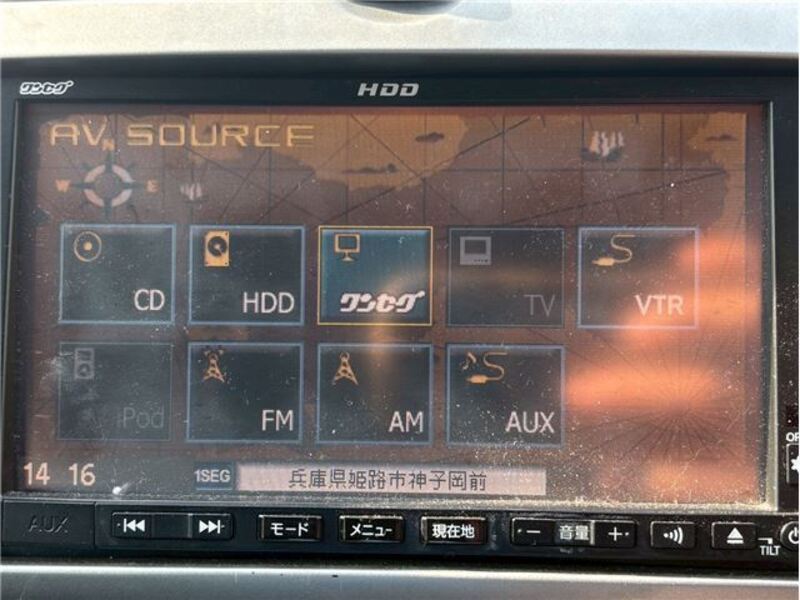 ワンセグ
HDD
AV SOURCE
N
W E
CD
HDD
ワンセグ
TV
VTR
iPod
FM
AM
AUX
14 16
1SEG
兵庫県姫路市神子岡前
AUX
モード
メニュー
現在地
音量
TILT